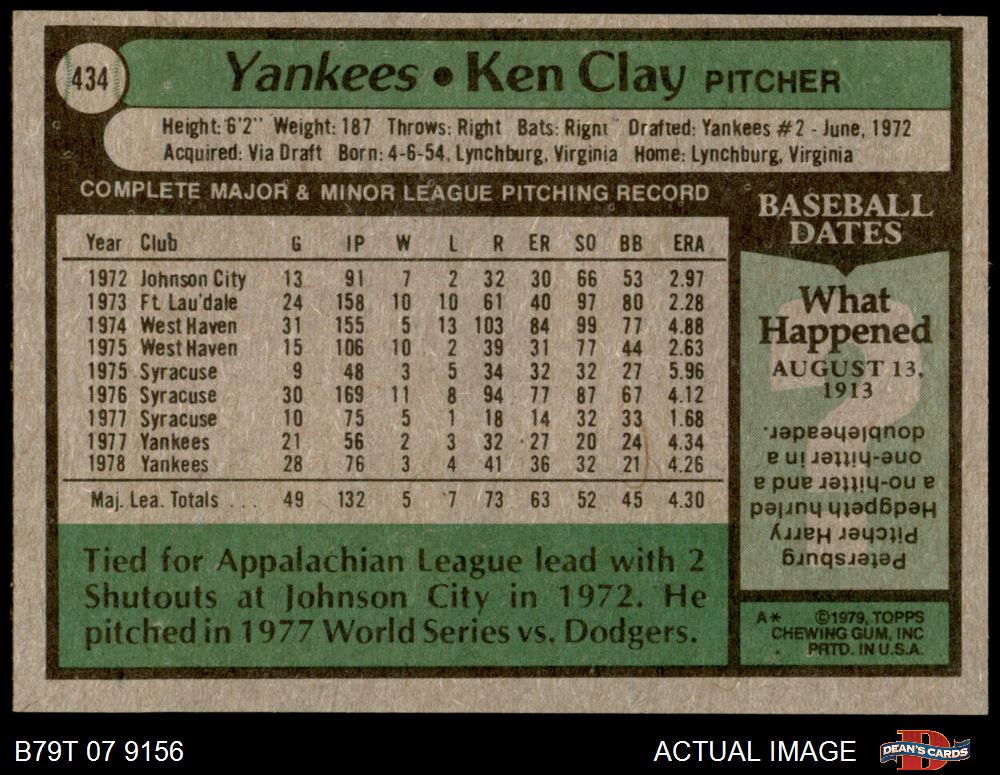 434
Yankees • Ken Clay PITCHER
Height: 6'2" Weight: 187 Throws: Right Bats: Right Drafted: Yankees #2 - June, 1972
Acquired: Via Draft Born: 4-6-54, Lynchburg, Virginia Home: Lynchburg, Virginia
COMPLETE MAJOR & MINOR LEAGUE PITCHING RECORD
Year Club G IP W L R ER SO BB ERA
1972 Johnson City 13 91 7 2 32 30 66 53 2.97
1973 Ft. Lau'dale 24 158 10 10 61 40 97 80 2.28
1974 West Haven 31 155 5 13 103 84 99 77 4.88
1975 West Haven 15 106 10 2 39 31 77 44 2.63
1975 Syracuse 9 48 3 5 34 32 32 27 5.96
1976 Syracuse 30 169 11 8 94 77 87 67 4.12
1977 Syracuse 10 75 5 1 18 14 32 33 1.68
1977 Yankees 21 56 2 3 32 27 20 24 4.34
1978 Yankees 28 76 3 4 41 36 32 21 4.26
Maj. Lea. Totals ... 49 132 5 7 73 63 52 45 4.30
Tied for Appalachian League lead with 2
Shutouts at Johnson City in 1972. He
pitched in 1977 World Series vs. Dodgers.
BASEBALL
DATES
What
Happened
AUGUST 13,
1913
Petersburg
Pitcher Harry
Hedgpeth hurled
a no-hitter and a
one-hitter in a
doubleheader.
A* ©1979, TOPPS
CHEWING GUM, INC
PRTD. IN U.S.A.
B79T 07 9156
ACTUAL IMAGE
DEAN'S CARDS